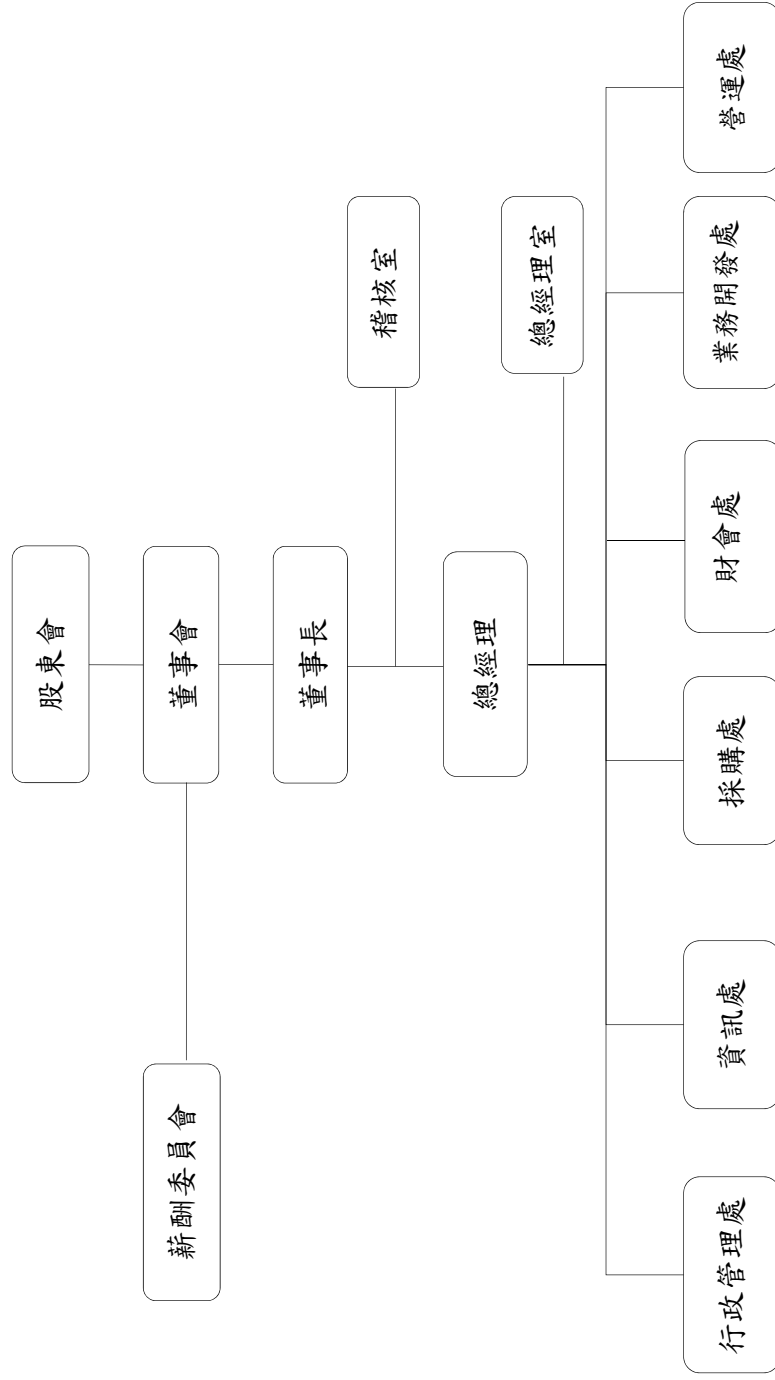 股東會
董事會
薪酬委員會
董事長
稽核室
總經理
總經理室
行政管理處
資訊處
採購處
財會處
業務開發處
營運處